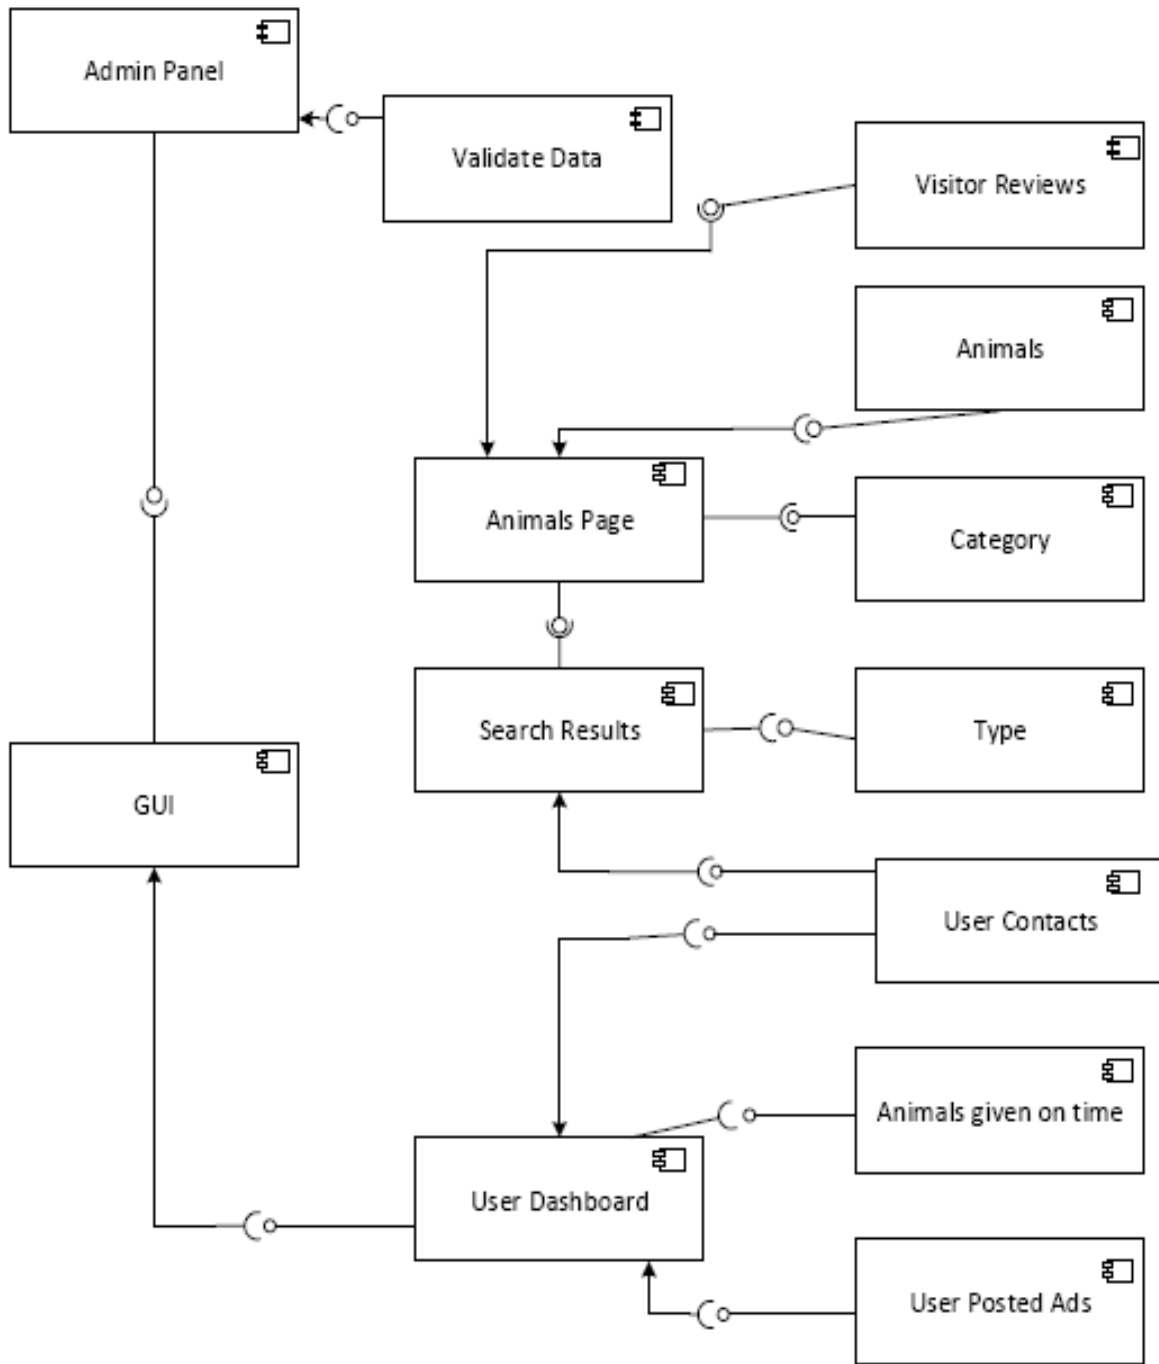 Admin Panel
Validate Data
Visitor Reviews
Animals
Animals Page
Category
Search Results
Type
GUI
User Contacts
Animals given on time
User Dashboard
User Posted Ads